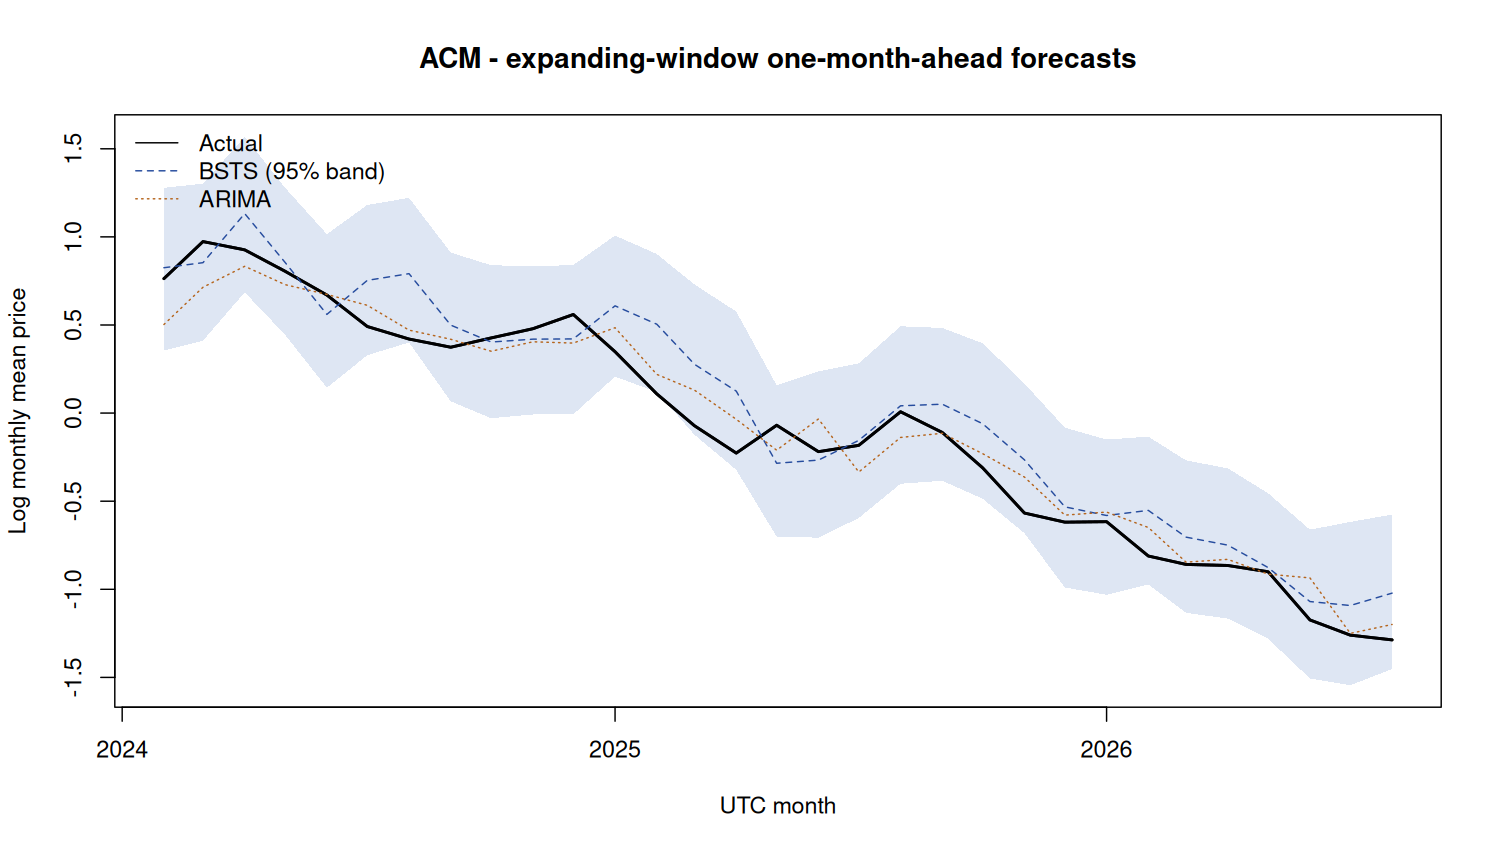 ACM - expanding-window one-month-ahead forecasts
Actual
BSTS (95% band)
ARIMA
Log monthly mean price
1.5
1.0
0.5
0.0
-0.5
-1.0
-1.5
2024
2025
2026
UTC month